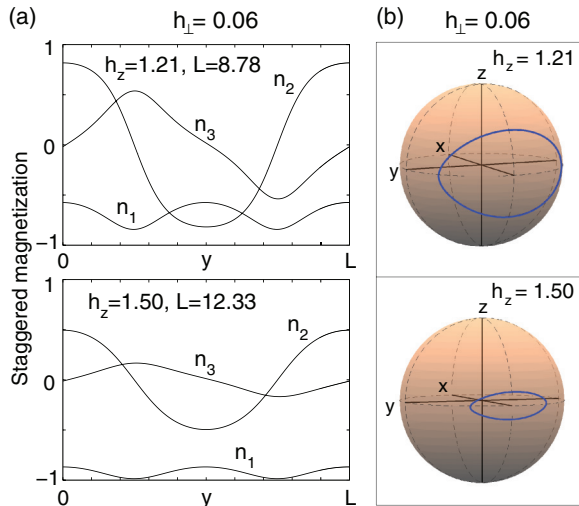 (a)
h⊥= 0.06
(b)
h⊥= 0.06
Staggered magnetization
1
0
−1
h_z=1.21, L=8.78
n_2
n_3
n_1
0
y
L
1
0
−1
h_z=1.50, L=12.33
n_2
n_3
n_1
0
y
L
h_z= 1.21
z
x
y
h_z= 1.50
z
x
y